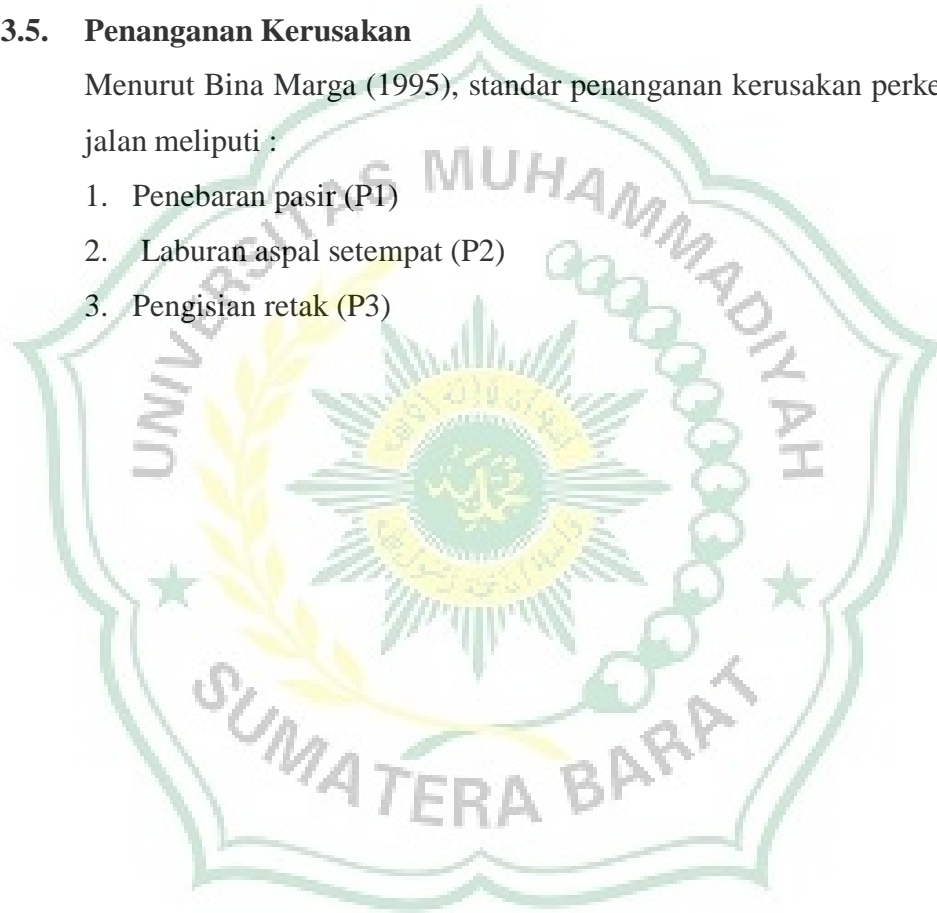 3.5. Penanganan Kerusakan
Menurut Bina Marga (1995), standar penanganan kerusakan perke
jalan meliputi :
1. Penebaran pasir (P1)
2. Laburan aspal setempat (P2)
3. Pengisian retak (P3)
UNIVERSITAS MUHAMMADIYAH
SUMATERA BARAT